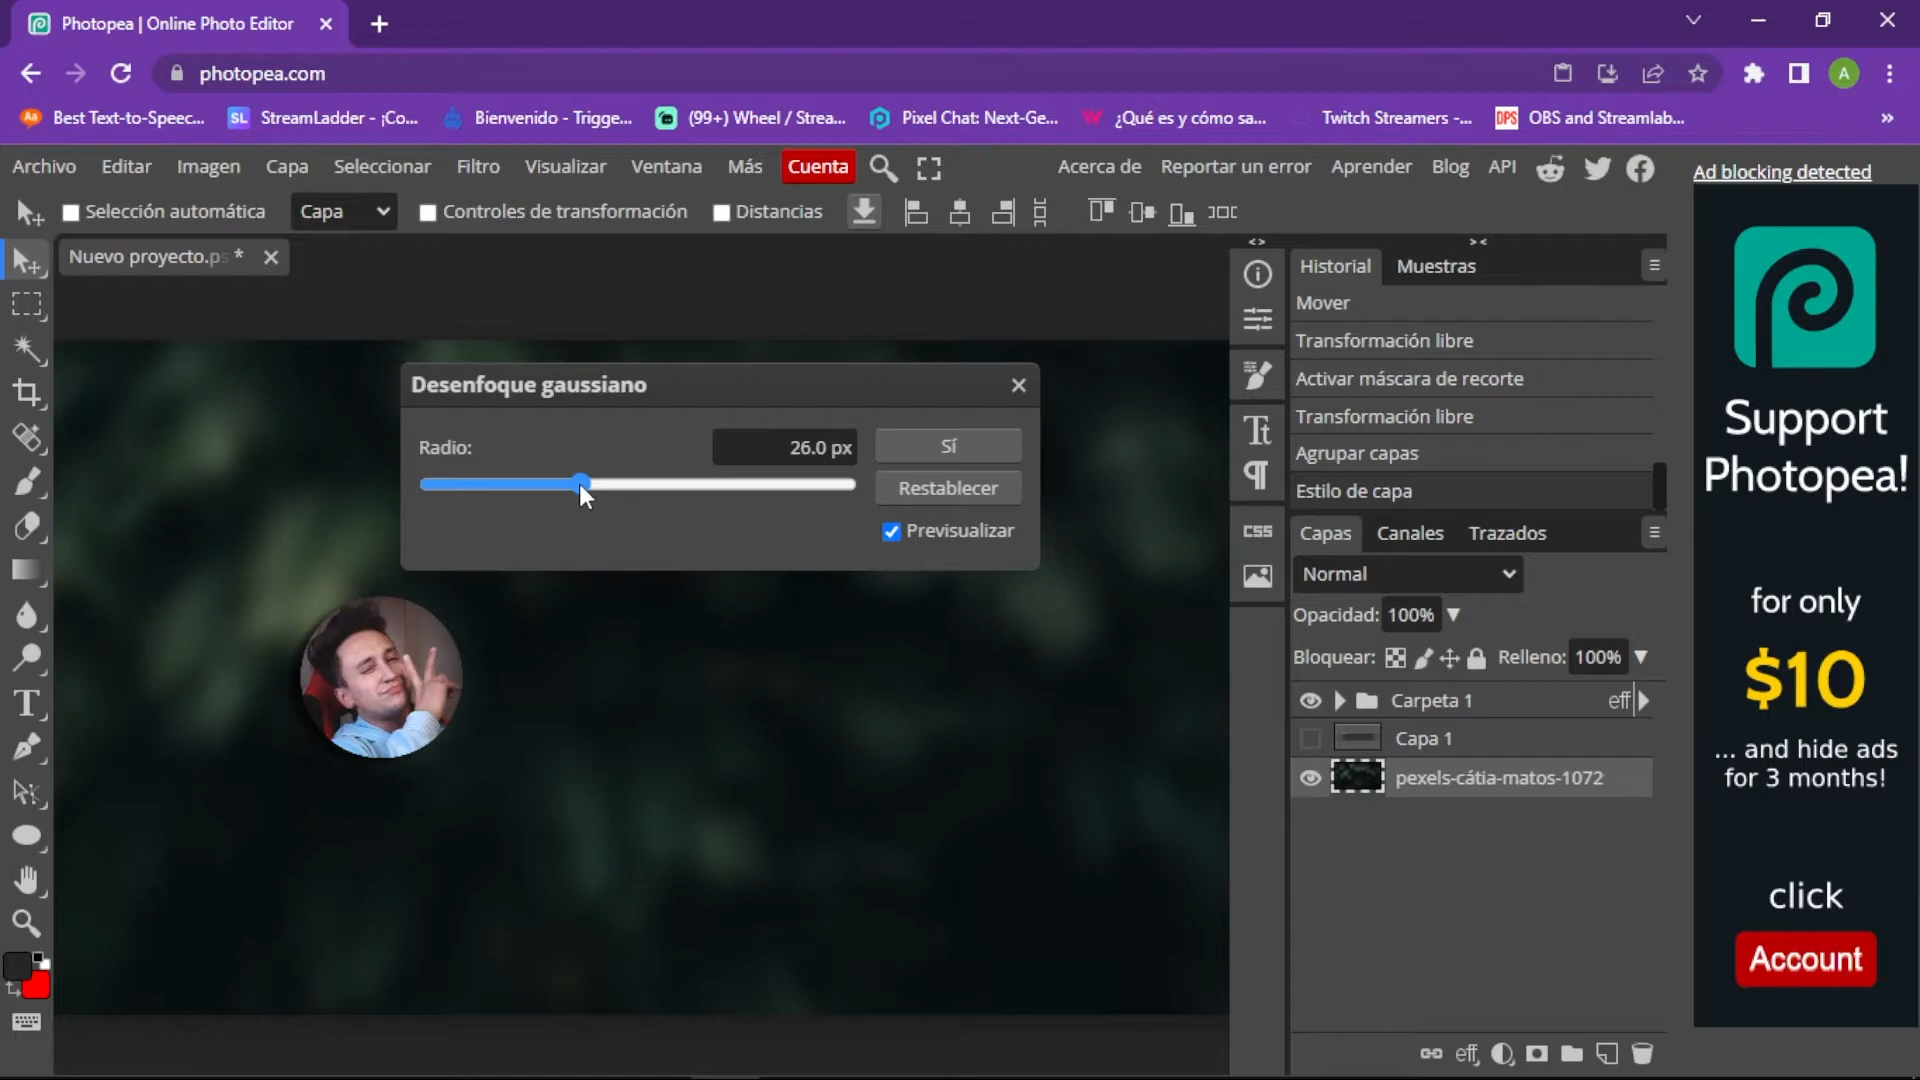 Photopea | Online Photo Editor
photopea.com
A
Best Text-to-Speec...
SL StreamLadder - ¡Co...
Bienvenido - Trigge...
(99+) Wheel / Strea...
Pixel Chat: Next-Ge...
¿Qué es y cómo sa...
Twitch Streamers -...
DPS OBS and Streamlab...
Archivo Editar Imagen Capa Seleccionar Filtro Visualizar Ventana Más Cuenta
Acerca de Reportar un error Aprender Blog API
Ad blocking detected
Selección automática Capa Controles de transformación Distancias
Nuevo proyecto.ps *
Desenfoque gaussiano
Radio: 26.0 px
Sí
Restablecer
Previsualizar
Historial Muestras
Mover
Transformación libre
Activar máscara de recorte
Transformación libre
Agrupar capas
Estilo de capa
CSS
Capas Canales Trazados
Normal
Opacidad: 100%
Bloquear: Relleno: 100%
Carpeta 1 eff
Capa 1
pexels-cátia-matos-1072
eff
Support
Photopea!
for only
$10
... and hide ads
for 3 months!
click
Account